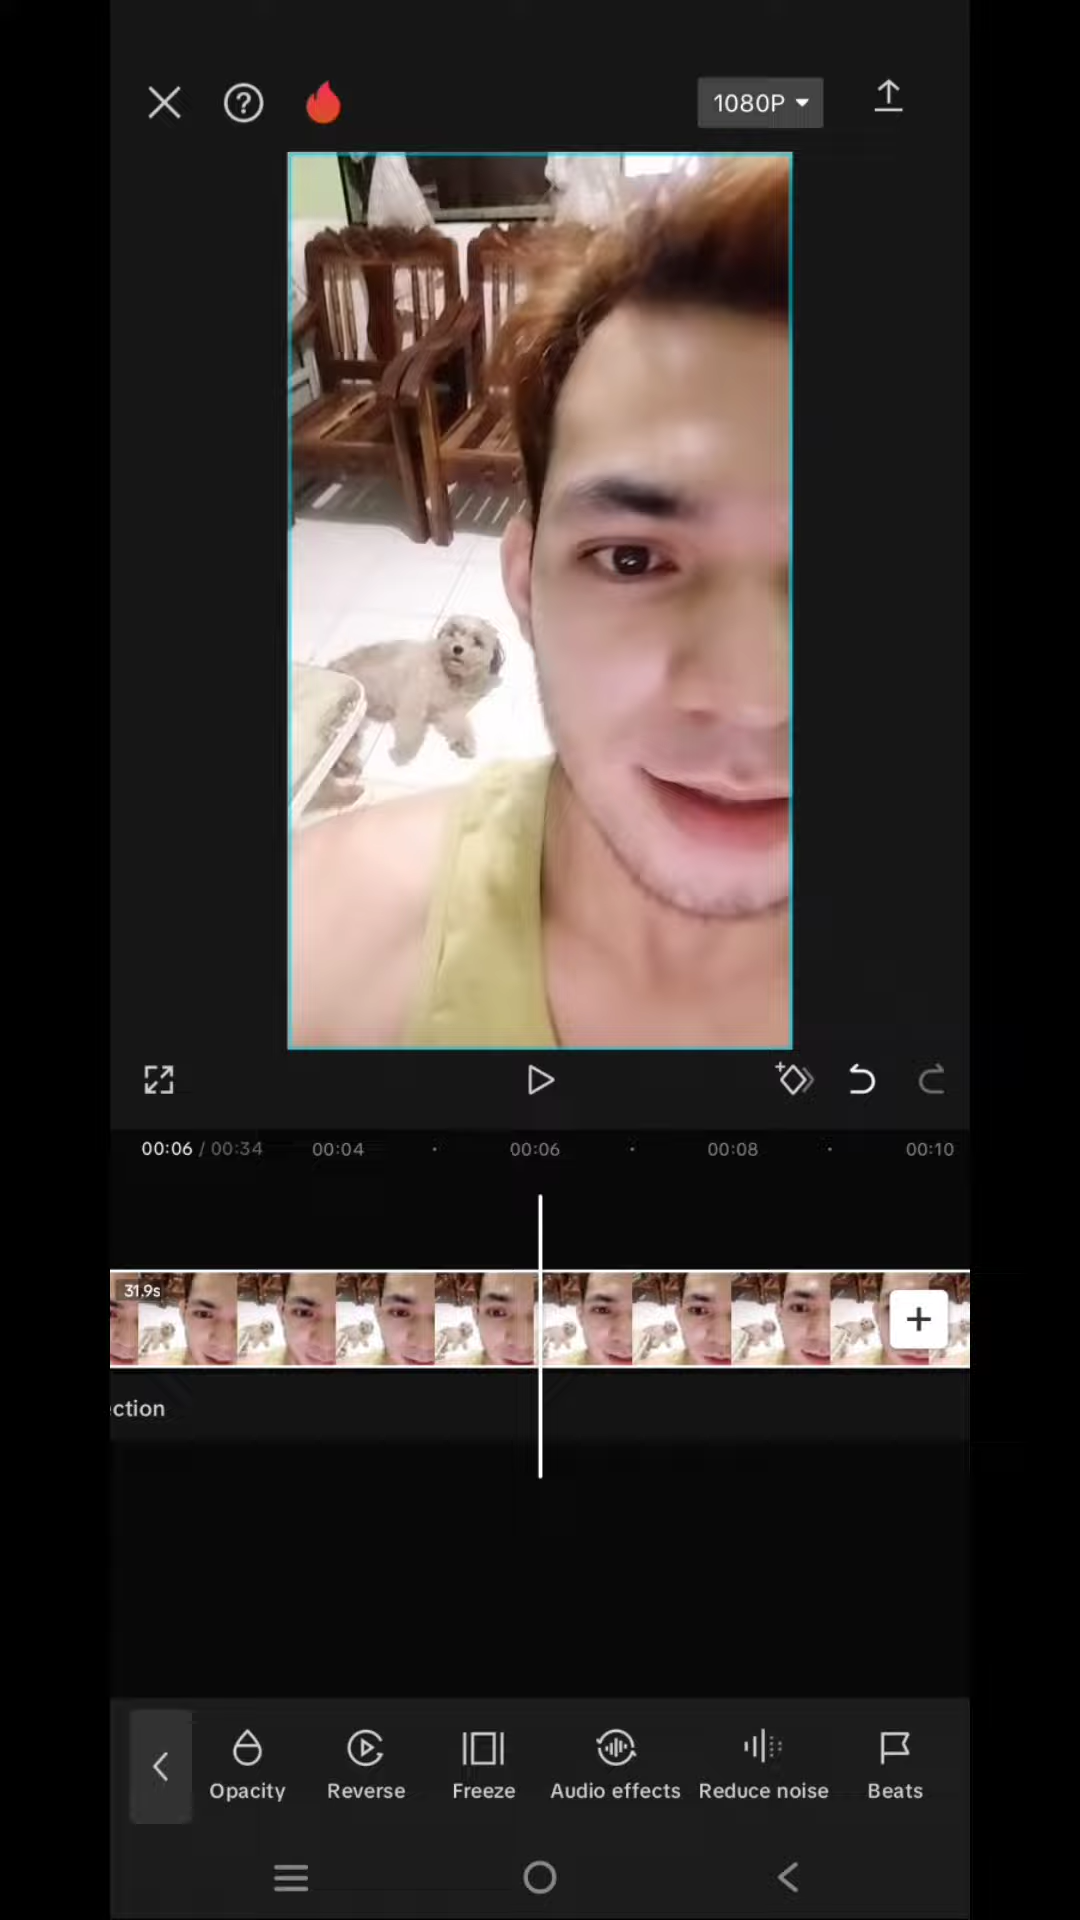 1080P
00:06 / 00:34 00:04 00:06 00:08 00:10
31.9s
ction
Opacity Reverse Freeze Audio effects Reduce noise Beats